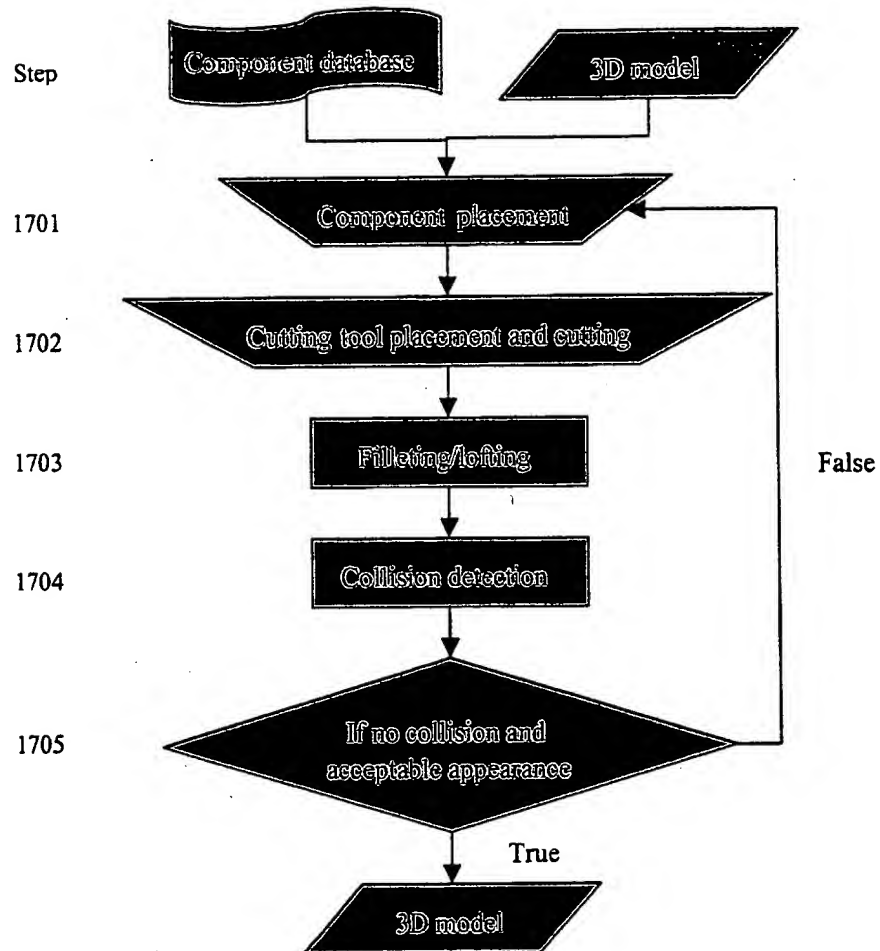 Component database
3D model
Step
1701
Component placement
1702
Cutting tool placement and cutting
1703
Filleting/lofting
False
1704
Collision detection
1705
If no collision and
acceptable appearance
True
3D model